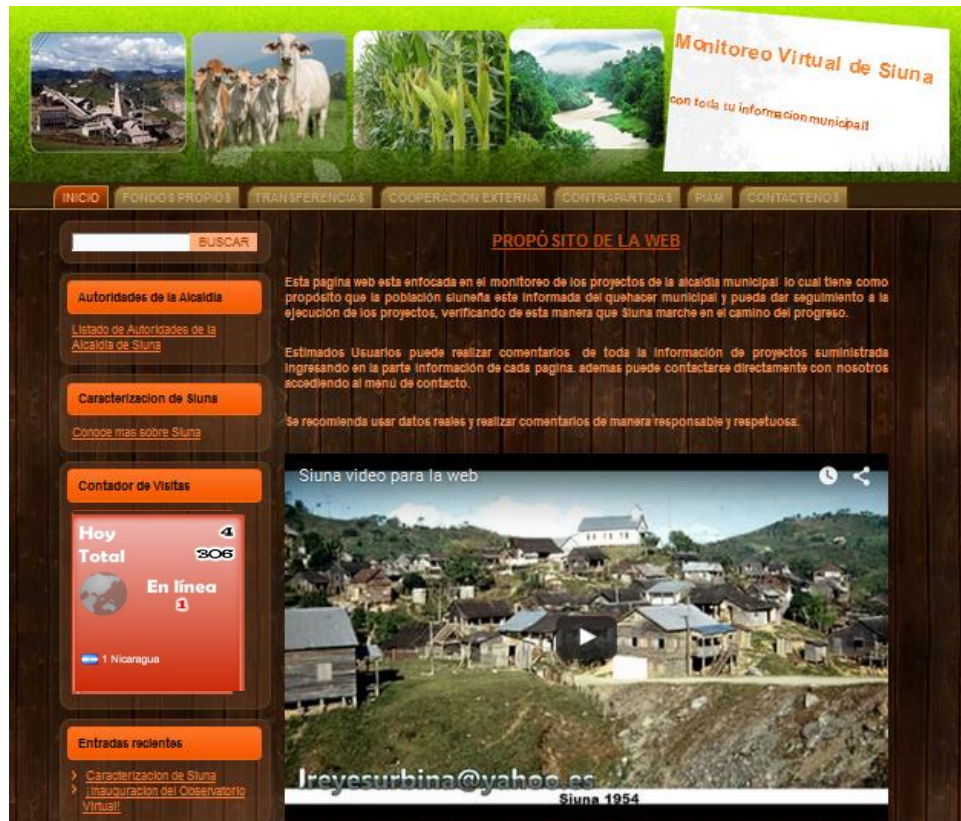 Monitoreo Virtual de Siuna
con toda su informacion municipal!
INICIO
FONDOS PROPIOS
TRANSFERENCIAS
COOPERACION EXTERNA
CONTRAPARTIDAS
PIAM
CONTACTENOS
BUSCAR
Autoridades de la Alcaldia
Listado de Autoridades de la
Alcaldia de Siuna
Caracterizacion de Siuna
Conoce mas sobre Siuna
Contador de Visitas
Hoy 4
Total 306
En línea
1
1 Nicaragua
Entradas recientes
Caracterizacion de Siuna
¡Inauguracion del Observatorio
Virtual!
PROPÓSITO DE LA WEB
Esta pagina web esta enfocada en el monitoreo de los proyectos de la alcaldia municipal lo cual tiene como
propósito que la población siuneña este informada del quehacer municipal y pueda dar seguimiento a la
ejecución de los proyectos, verificando de esta manera que Siuna marche en el camino del progreso.
Estimados Usuarios puede realizar comentarios de toda la información de proyectos suministrada
ingresando en la parte información de cada pagina. ademas puede contactarse directamente con nosotros
accediendo al menú de contacto.
Se recomienda usar datos reales y realizar comentarios de manera responsable y respetuosa.
Siuna video para la web
lreyesurbina@yahoo.es
Siuna 1954